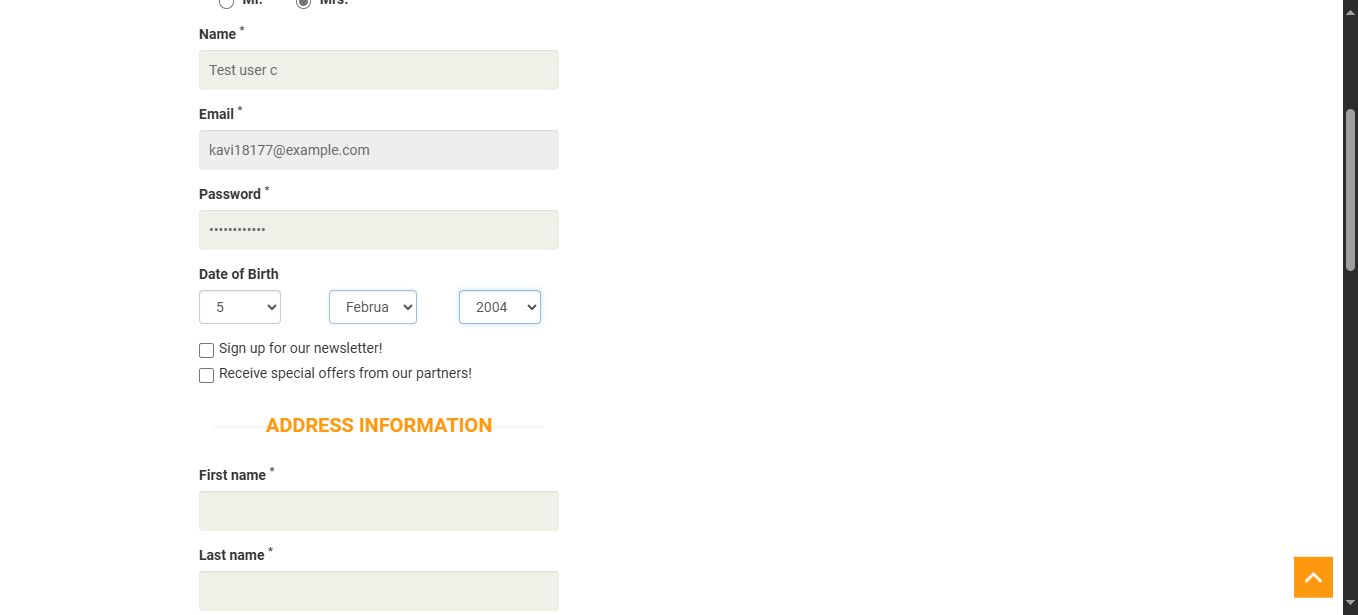 Mr. Mrs.
Name *
Test user c
Email *
kavi18177@example.com
Password *
••••••••••••
Date of Birth
5 Februa 2004
Sign up for our newsletter!
Receive special offers from our partners!
ADDRESS INFORMATION
First name *
Last name *